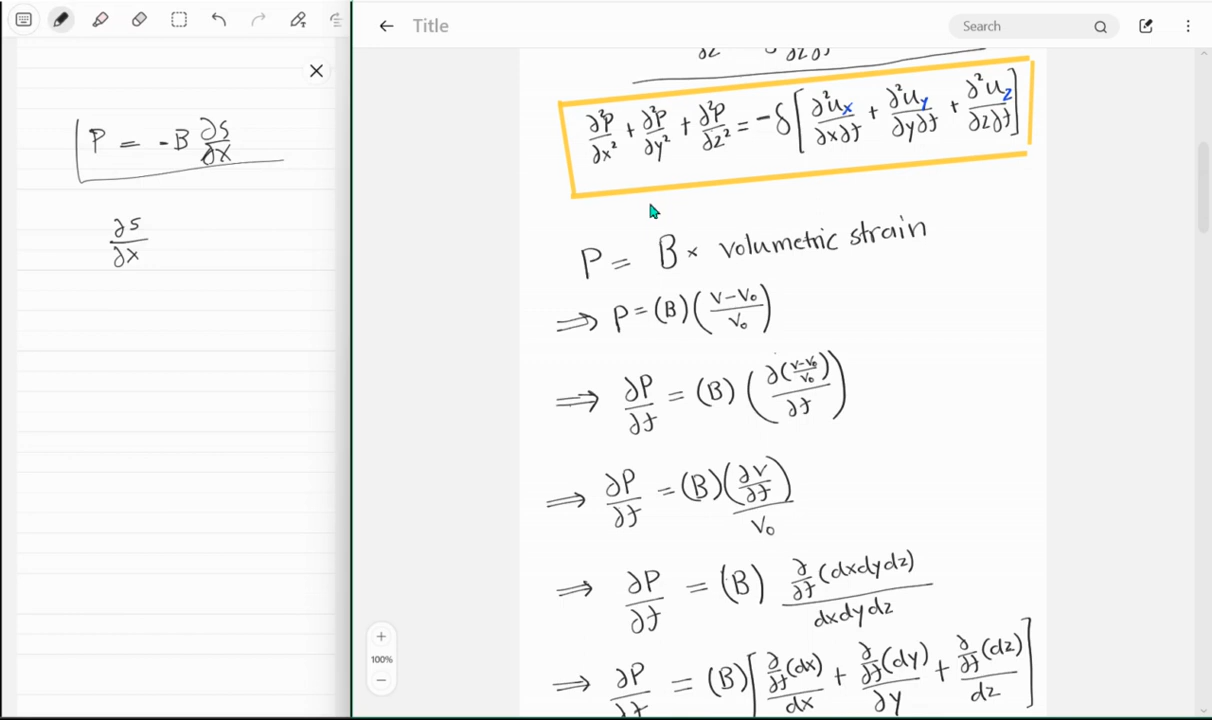 Title
Search
P = -B ∂s/∂x
∂s/∂x
∂²P/∂x² + ∂²P/∂y² + ∂²P/∂z² = -δ [ ∂²Ux/∂x∂t + ∂²Uy/∂y∂t + ∂²Uz/∂z∂t ]
P = B × volumetric strain
⟹ P = (B) ( (V-V₀)/V₀ )
⟹ ∂P/∂t = (B) ( ∂((V-V₀)/V₀)/∂t )
⟹ ∂P/∂t = (B) (∂V/∂t)/V₀
⟹ ∂P/∂t = (B) ∂/∂t (dxdydz)/dxdydz
⟹ ∂P/∂t = (B) [ ∂/∂t (dx)/dx + ∂/∂t (dy)/∂y + ∂/∂t (dz)/dz ]
100%